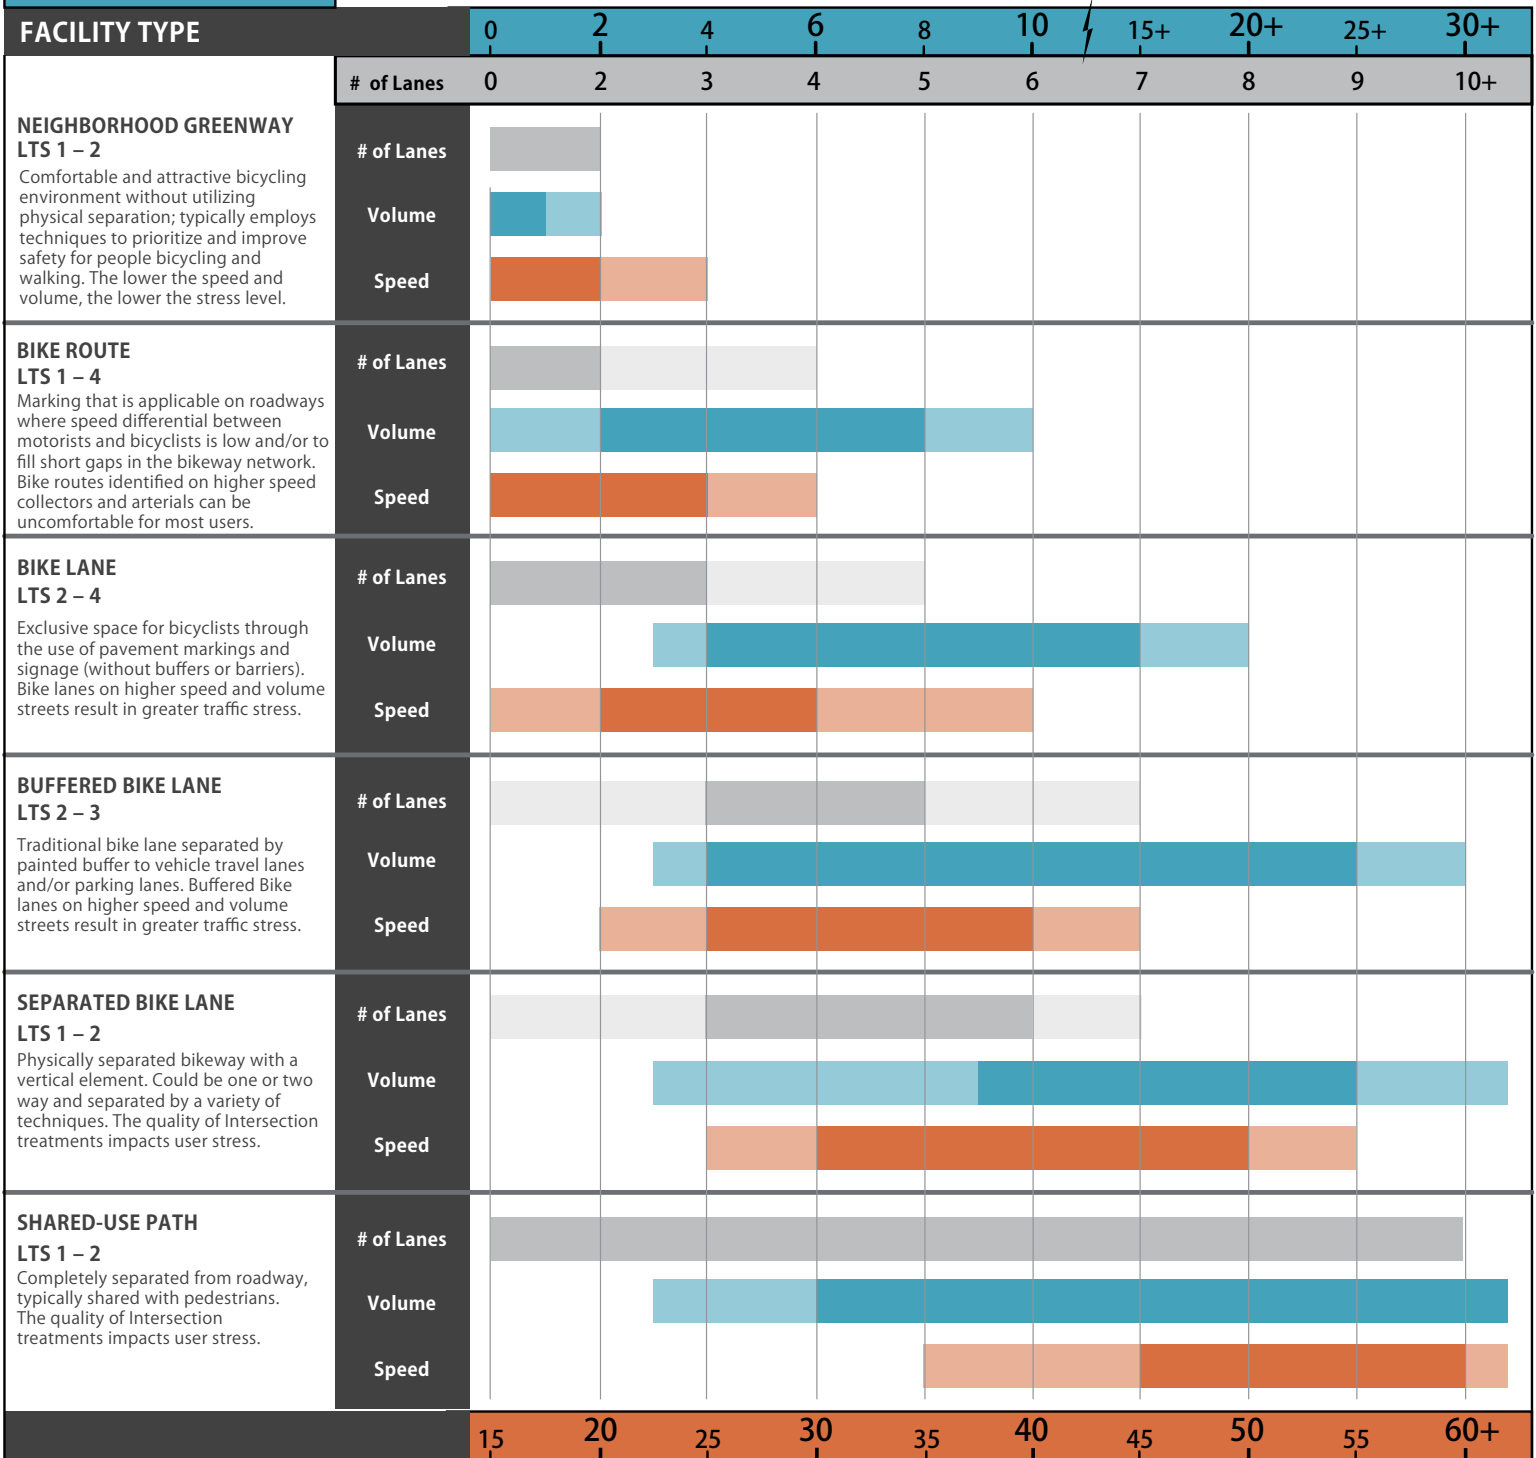 FACILITY TYPE
0 2 4 6 8 10 15+ 20+ 25+ 30+
# of Lanes 0 2 3 4 5 6 7 8 9 10+
NEIGHBORHOOD GREENWAY
LTS 1 – 2
Comfortable and attractive bicycling
environment without utilizing
physical separation; typically employs
techniques to prioritize and improve
safety for people bicycling and
walking. The lower the speed and
volume, the lower the stress level.
# of Lanes
Volume
Speed
BIKE ROUTE
LTS 1 – 4
Marking that is applicable on roadways
where speed differential between
motorists and bicyclists is low and/or to
fill short gaps in the bikeway network.
Bike routes identified on higher speed
collectors and arterials can be
uncomfortable for most users.
# of Lanes
Volume
Speed
BIKE LANE
LTS 2 – 4
Exclusive space for bicyclists through
the use of pavement markings and
signage (without buffers or barriers).
Bike lanes on higher speed and volume
streets result in greater traffic stress.
# of Lanes
Volume
Speed
BUFFERED BIKE LANE
LTS 2 – 3
Traditional bike lane separated by
painted buffer to vehicle travel lanes
and/or parking lanes. Buffered Bike
lanes on higher speed and volume
streets result in greater traffic stress.
# of Lanes
Volume
Speed
SEPARATED BIKE LANE
LTS 1 – 2
Physically separated bikeway with a
vertical element. Could be one or two
way and separated by a variety of
techniques. The quality of Intersection
treatments impacts user stress.
# of Lanes
Volume
Speed
SHARED-USE PATH
LTS 1 – 2
Completely separated from roadway,
typically shared with pedestrians.
The quality of Intersection
treatments impacts user stress.
# of Lanes
Volume
Speed
15 20 25 30 35 40 45 50 55 60+